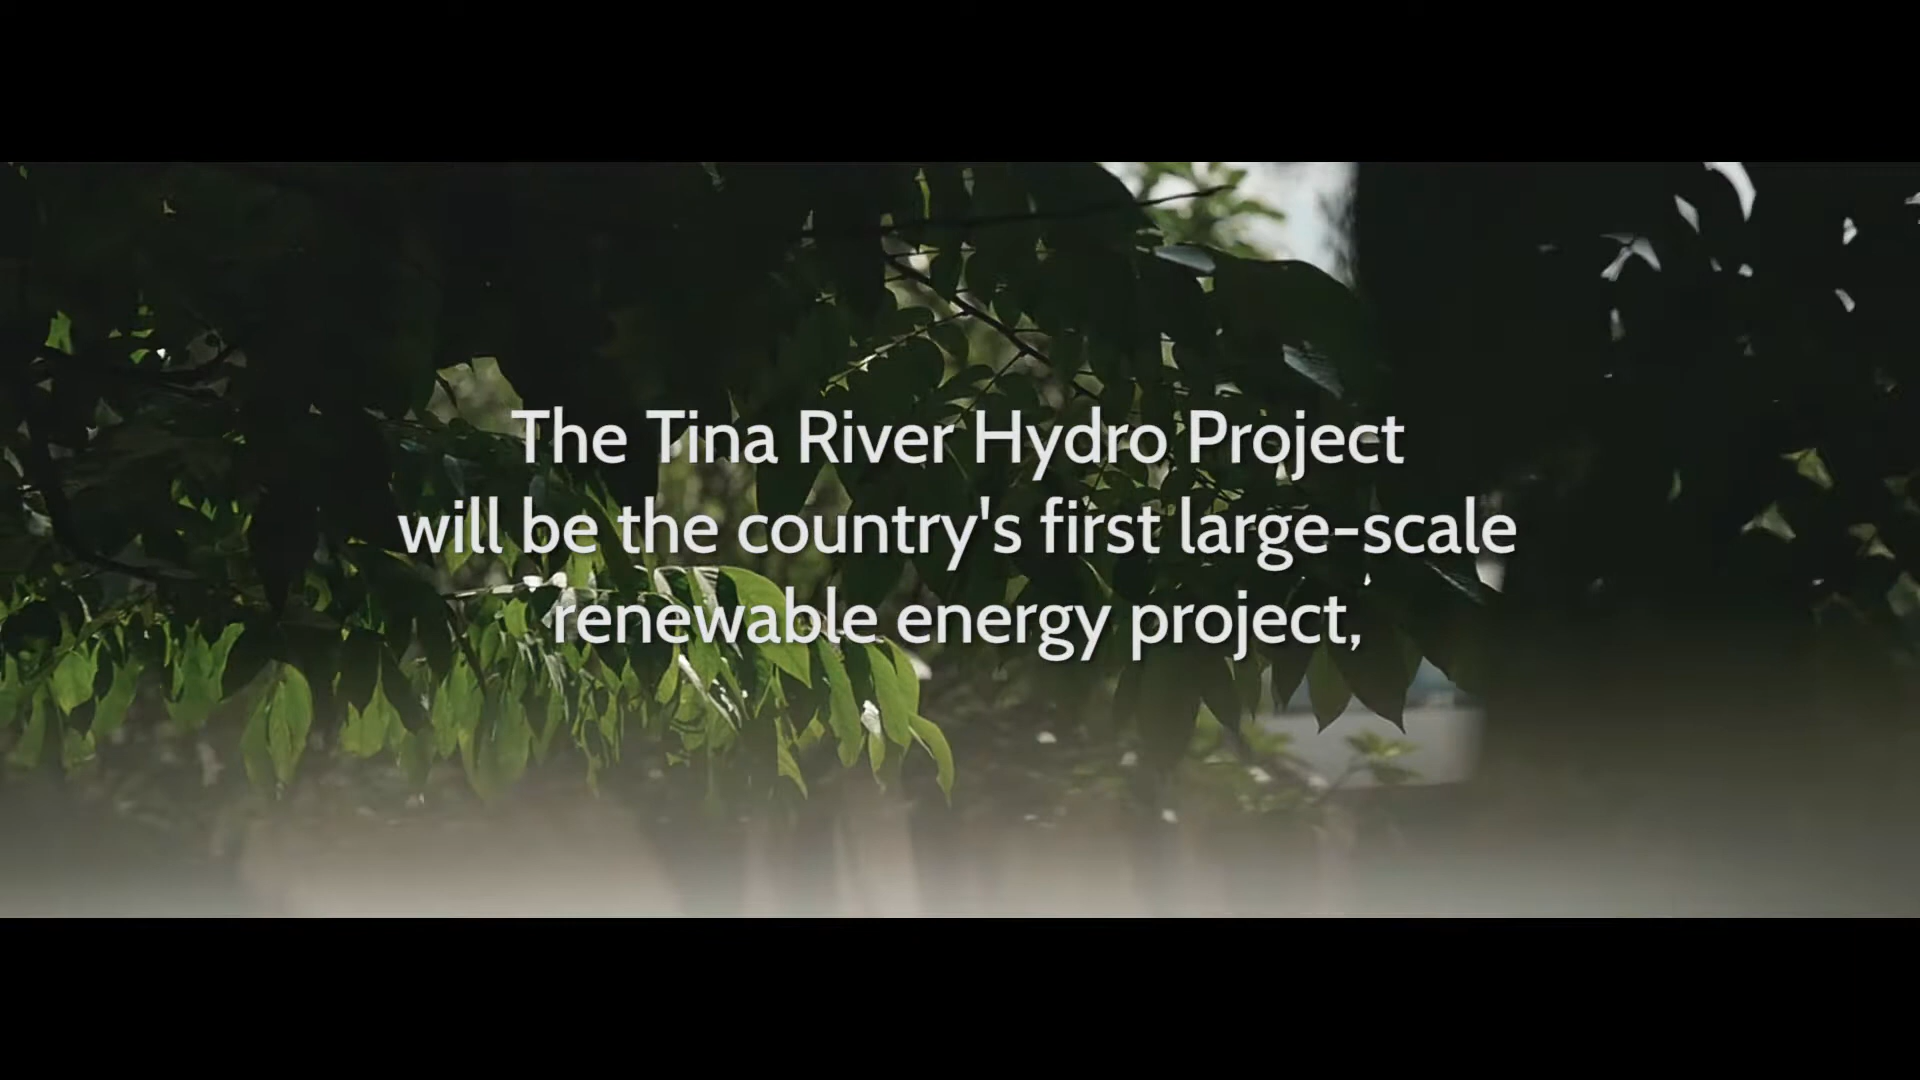 The Tina River Hydro Project
will be the country's first large-scale
renewable energy project,